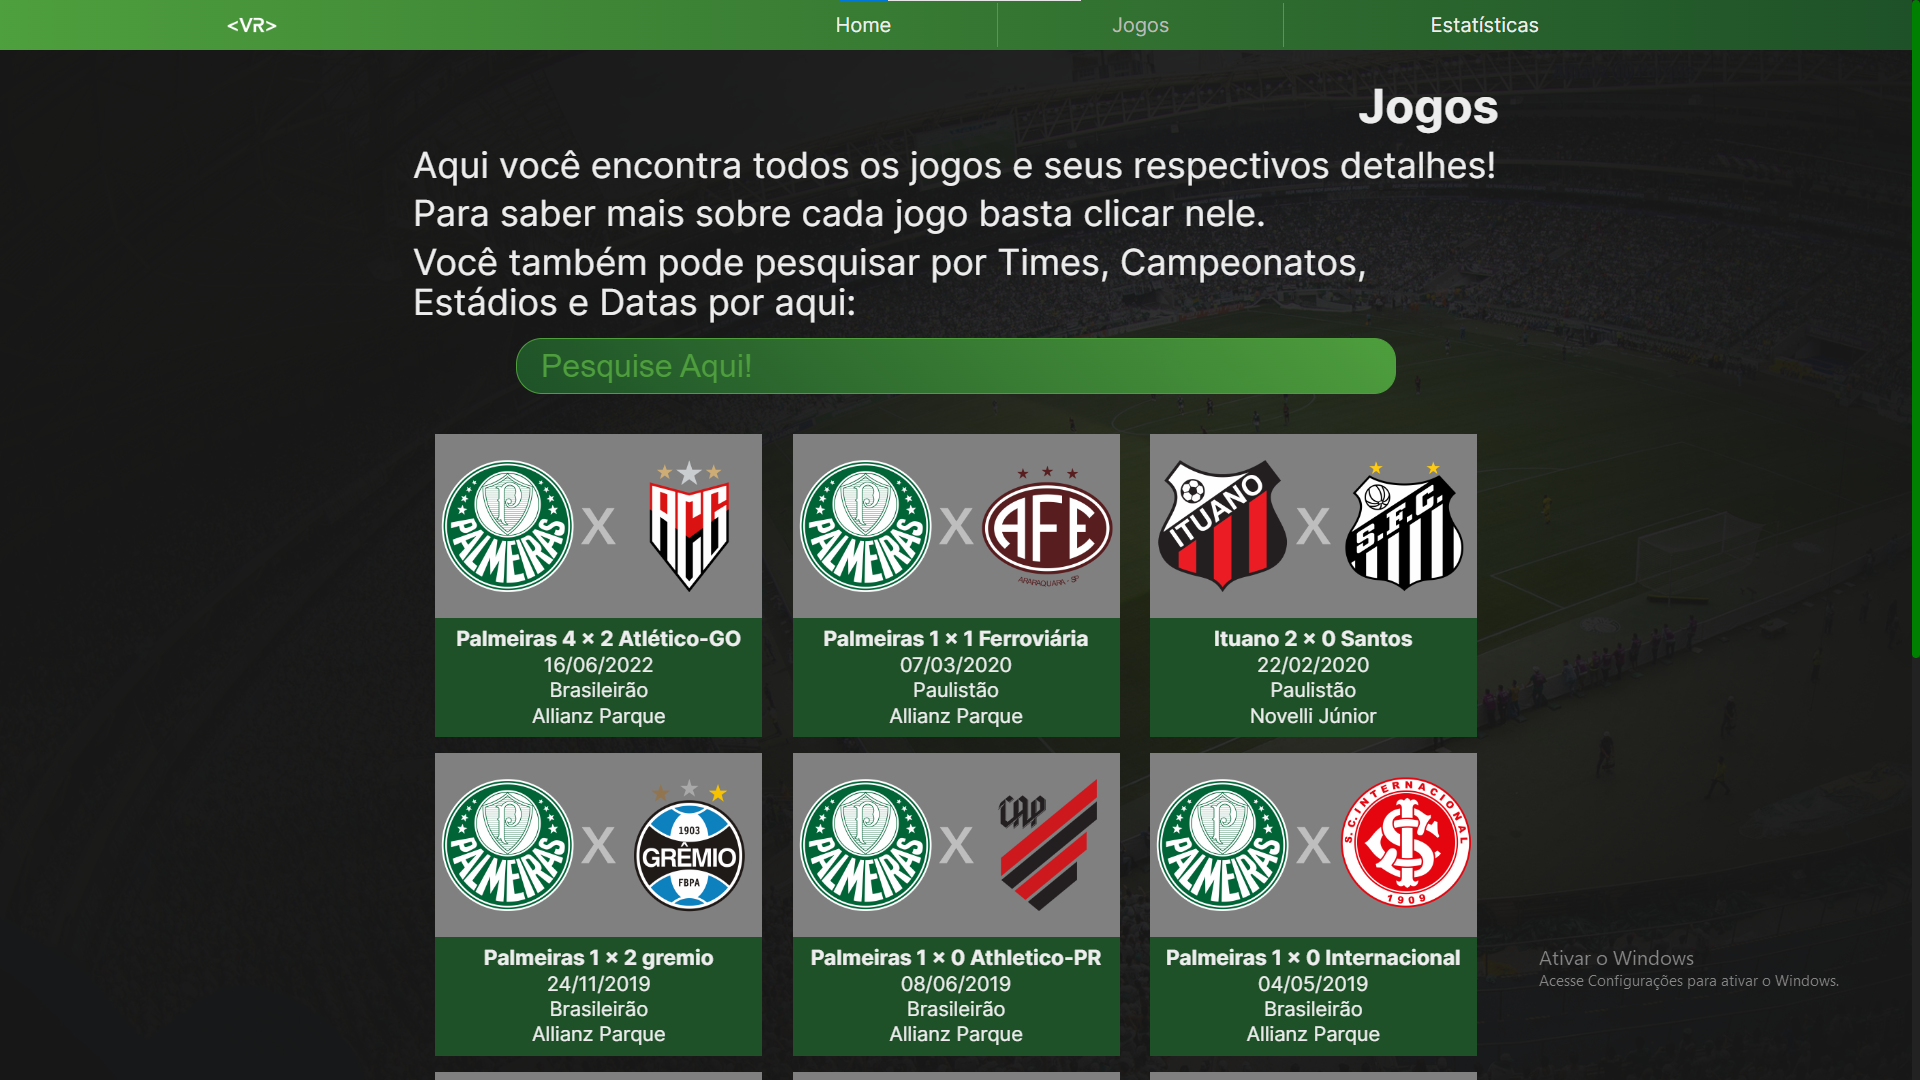 <VR>
Home
Jogos
Estatísticas
Jogos
Aqui você encontra todos os jogos e seus respectivos detalhes!
Para saber mais sobre cada jogo basta clicar nele.
Você também pode pesquisar por Times, Campeonatos,
Estádios e Datas por aqui:
Pesquise Aqui!
PALMEIRAS
X
ACG
PALMEIRAS
X
AFE
ARARAQUARA - SP
ITUANO
X
S.F.C.
Palmeiras 4 × 2 Atlético-GO
16/06/2022
Brasileirão
Allianz Parque
Palmeiras 1 × 1 Ferroviária
07/03/2020
Paulistão
Allianz Parque
Ituano 2 × 0 Santos
22/02/2020
Paulistão
Novelli Júnior
PALMEIRAS
X
1903
GRÊMIO
FBPA
PALMEIRAS
X
CAP
PALMEIRAS
X
S.C. INTERNACIONAL
1909
Palmeiras 1 × 2 gremio
24/11/2019
Brasileirão
Allianz Parque
Palmeiras 1 × 0 Athletico-PR
08/06/2019
Brasileirão
Allianz Parque
Palmeiras 1 × 0 Internacional
04/05/2019
Brasileirão
Allianz Parque
Ativar o Windows
Acesse Configurações para ativar o Windows.